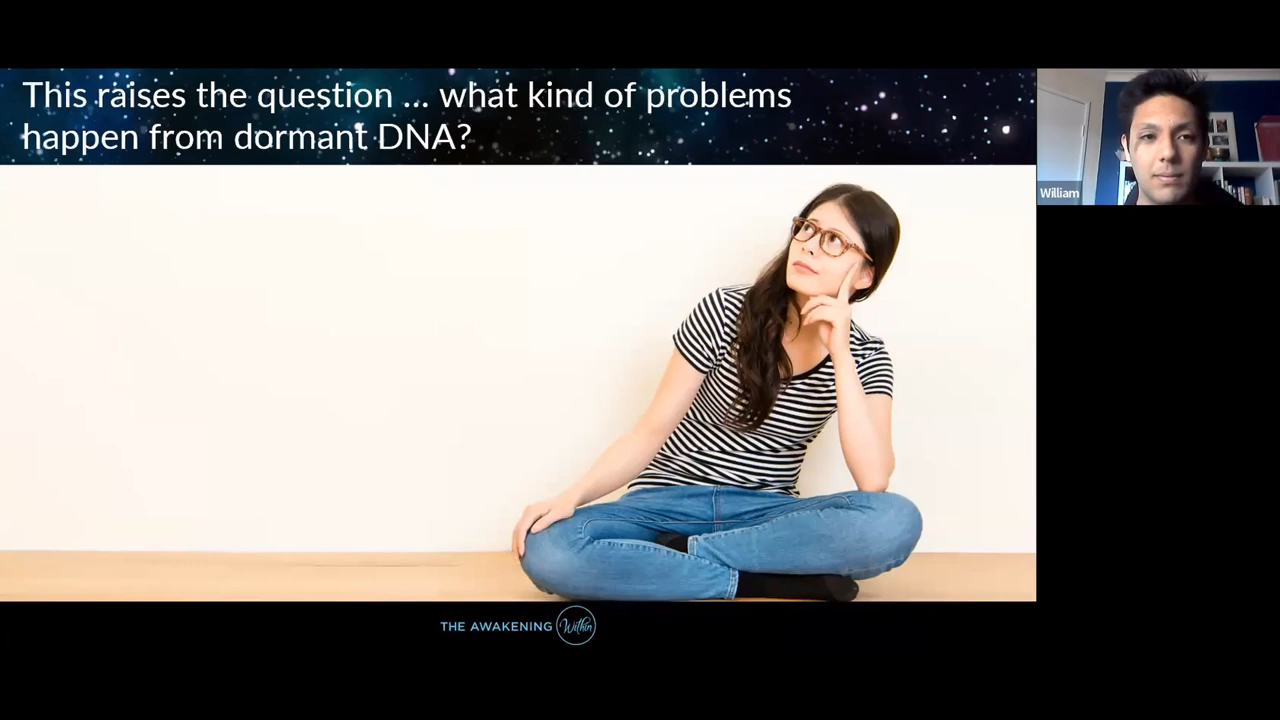 This raises the question ... what kind of problems
happen from dormant DNA?
William
THE AWAKENING Within